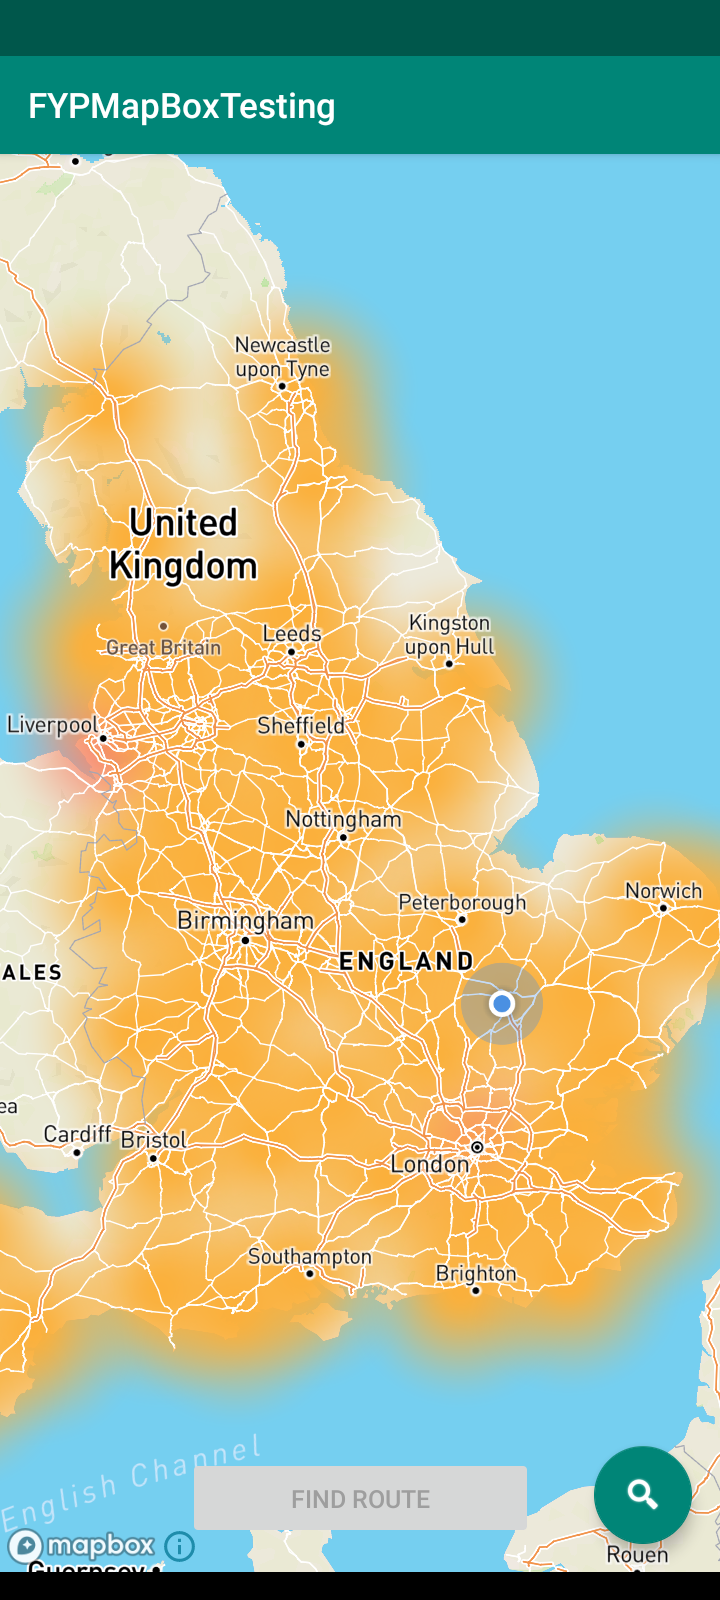 FYPMapBoxTesting
Newcastle
upon Tyne
United
Kingdom
Great Britain
Leeds
Kingston
upon Hull
Liverpool
Sheffield
Nottingham
Norwich
Peterborough
Birmingham
ENGLAND
ALES
ea
Cardiff
Bristol
London
Southampton
Brighton
English Channel
FIND ROUTE
mapbox
Rouen
Guernsey